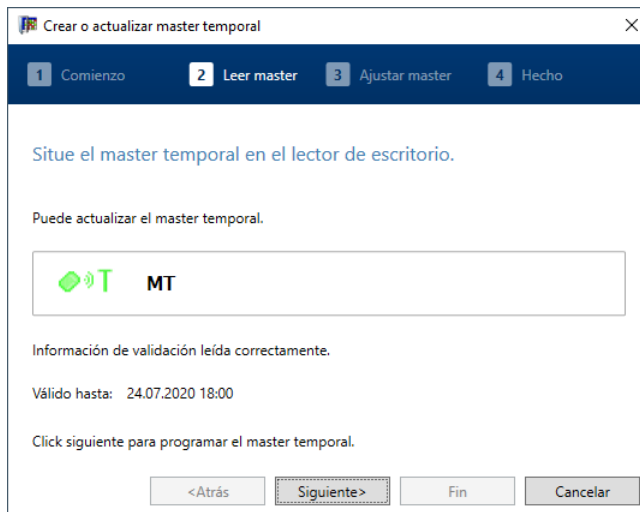 Crear o actualizar master temporal
1 Comienzo 2 Leer master 3 Ajustar master 4 Hecho
Situe el master temporal en el lector de escritorio.
Puede actualizar el master temporal.
T MT
Información de validación leída correctamente.
Válido hasta: 24.07.2020 18:00
Click siguiente para programar el master temporal.
<Atrás Siguiente> Fin Cancelar